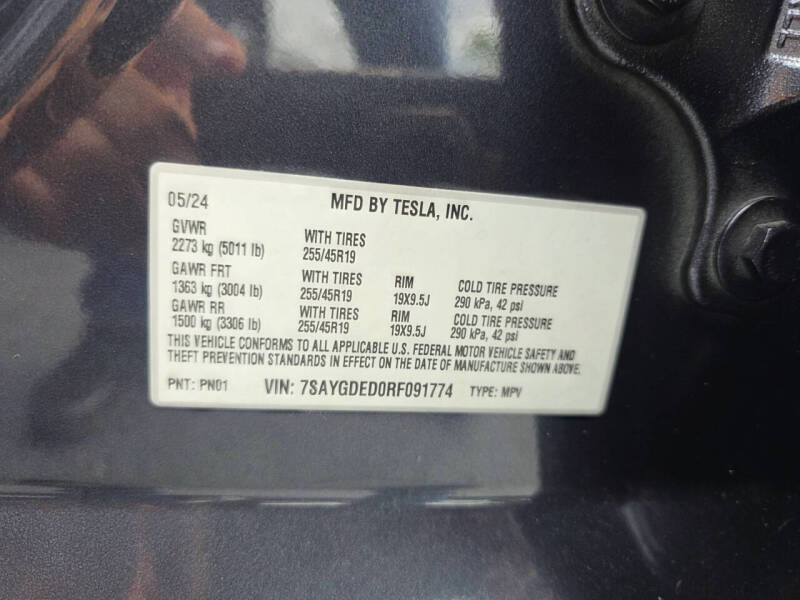 05/24 MFD BY TESLA, INC.
GVWR
2273 kg (5011 lb) WITH TIRES 255/45R19
GAWR FRT
1363 kg (3004 lb) WITH TIRES 255/45R19 RIM 19X9.5J COLD TIRE PRESSURE 290 kPa, 42 psi
GAWR RR
1500 kg (3306 lb) WITH TIRES 255/45R19 RIM 19X9.5J COLD TIRE PRESSURE 290 kPa, 42 psi
THIS VEHICLE CONFORMS TO ALL APPLICABLE U.S. FEDERAL MOTOR VEHICLE SAFETY AND
THEFT PREVENTION STANDARDS IN EFFECT ON THE DATE OF MANUFACTURE SHOWN ABOVE.
PNT: PN01 VIN: 7SAYGDED0RF091774 TYPE: MPV